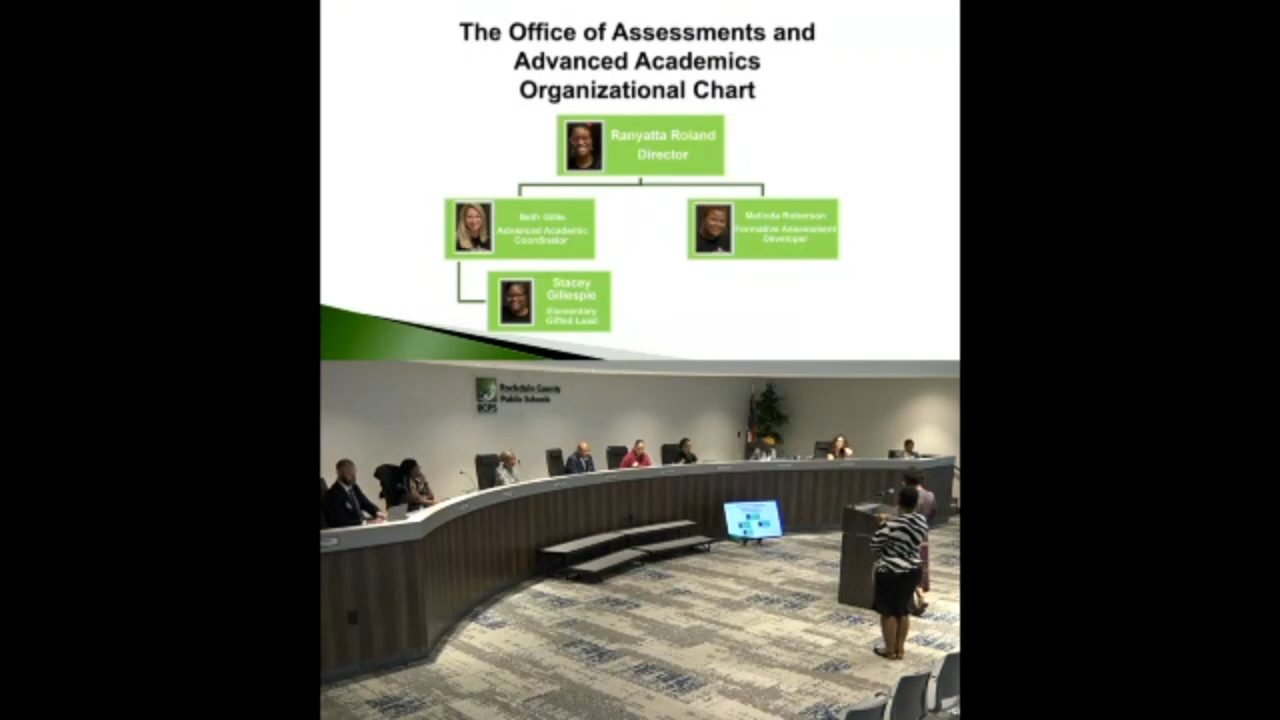 The Office of Assessments and
Advanced Academics
Organizational Chart
Ranyatta Roland
Director
Beth Gillis
Advanced Academic
Coordinator
Melinda Roberson
Formative Assessment
Developer
Stacey
Gillespie
Elementary
Gifted Lead
Rockdale County
Public Schools
RCPS